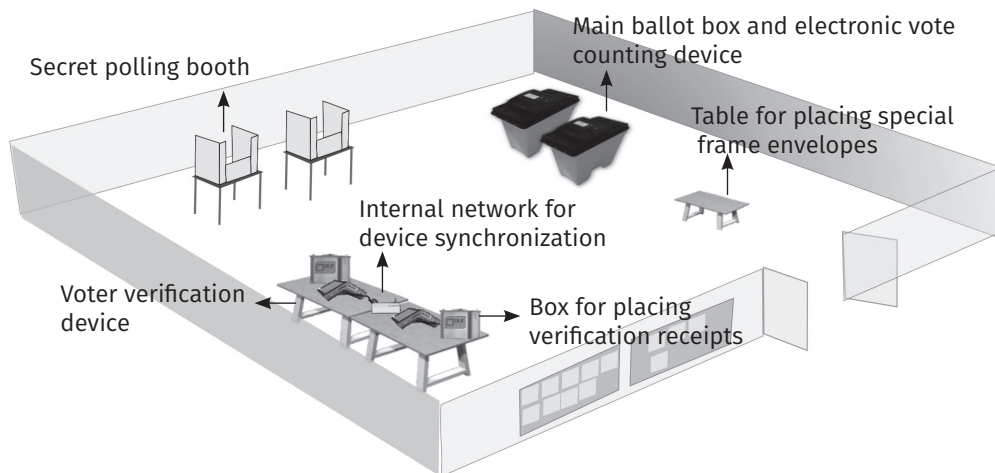 Main ballot box and electronic vote
counting device
Secret polling booth
Table for placing special
frame envelopes
Internal network for
device synchronization
Voter verification
device
Box for placing
verification receipts